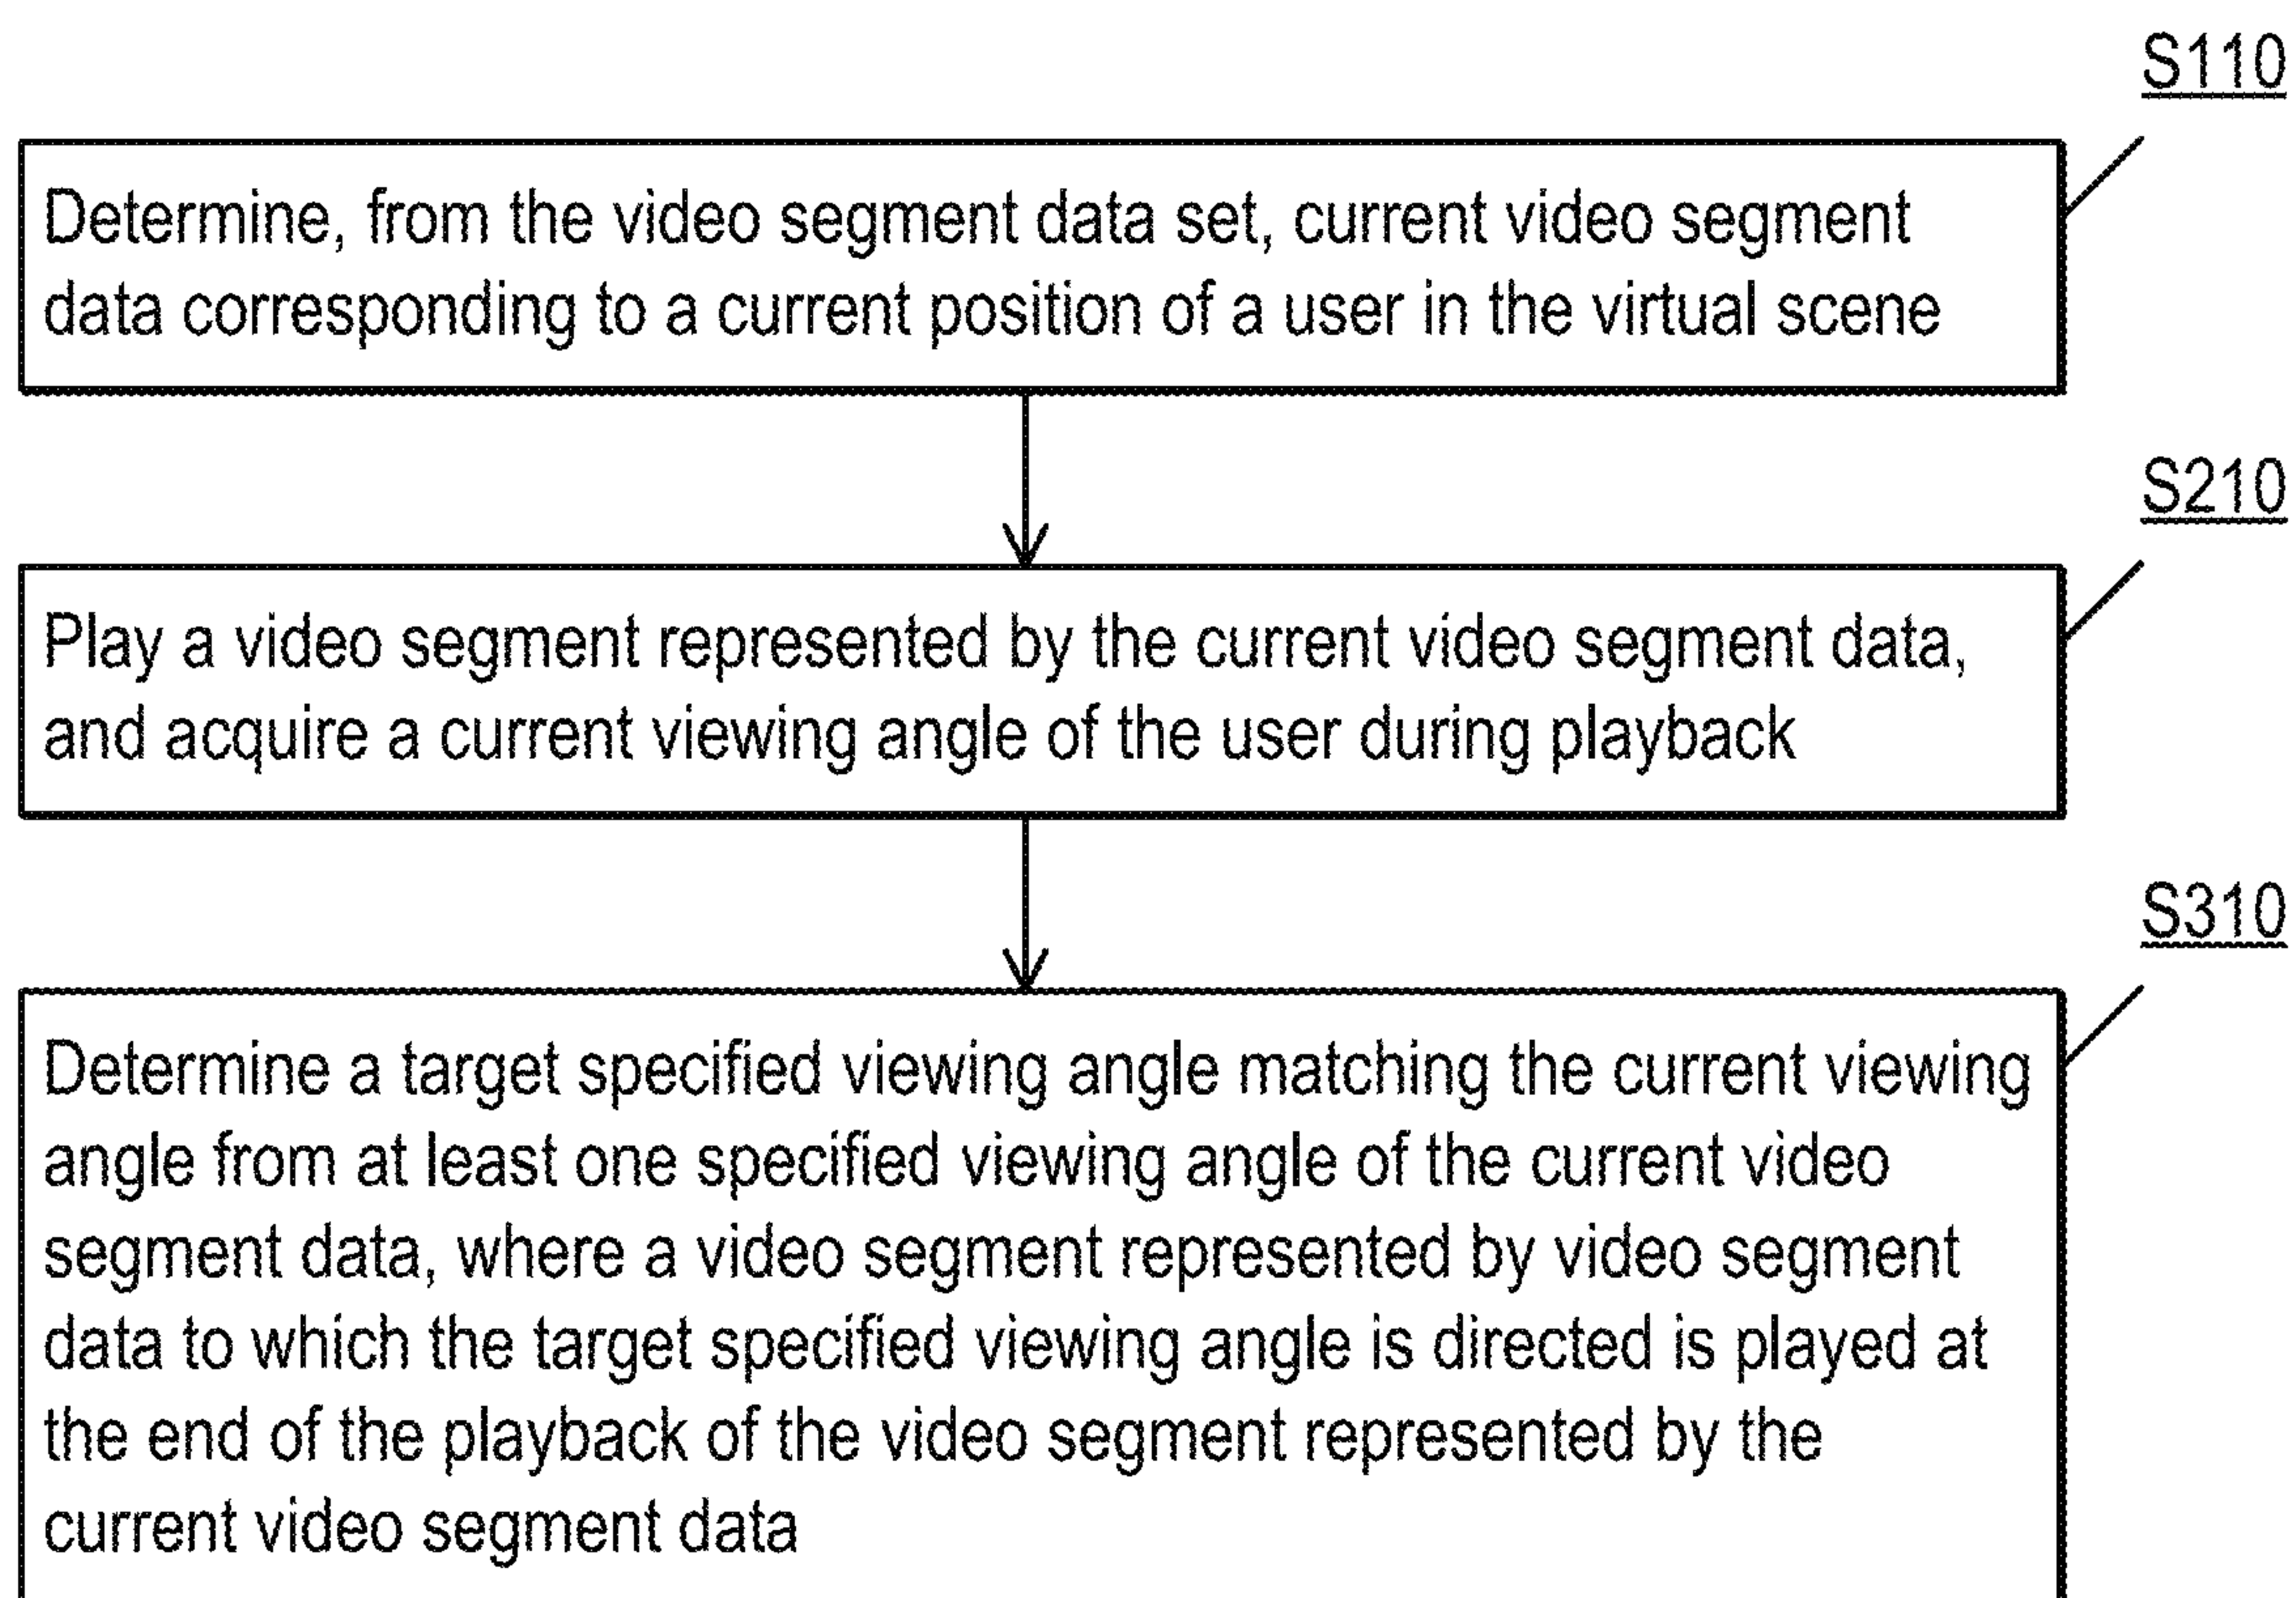 S110
Determine, from the video segment data set, current video segment
data corresponding to a current position of a user in the virtual scene
S210
Play a video segment represented by the current video segment data,
and acquire a current viewing angle of the user during playback
S310
Determine a target specified viewing angle matching the current viewing
angle from at least one specified viewing angle of the current video
segment data, where a video segment represented by video segment
data to which the target specified viewing angle is directed is played at
the end of the playback of the video segment represented by the
current video segment data